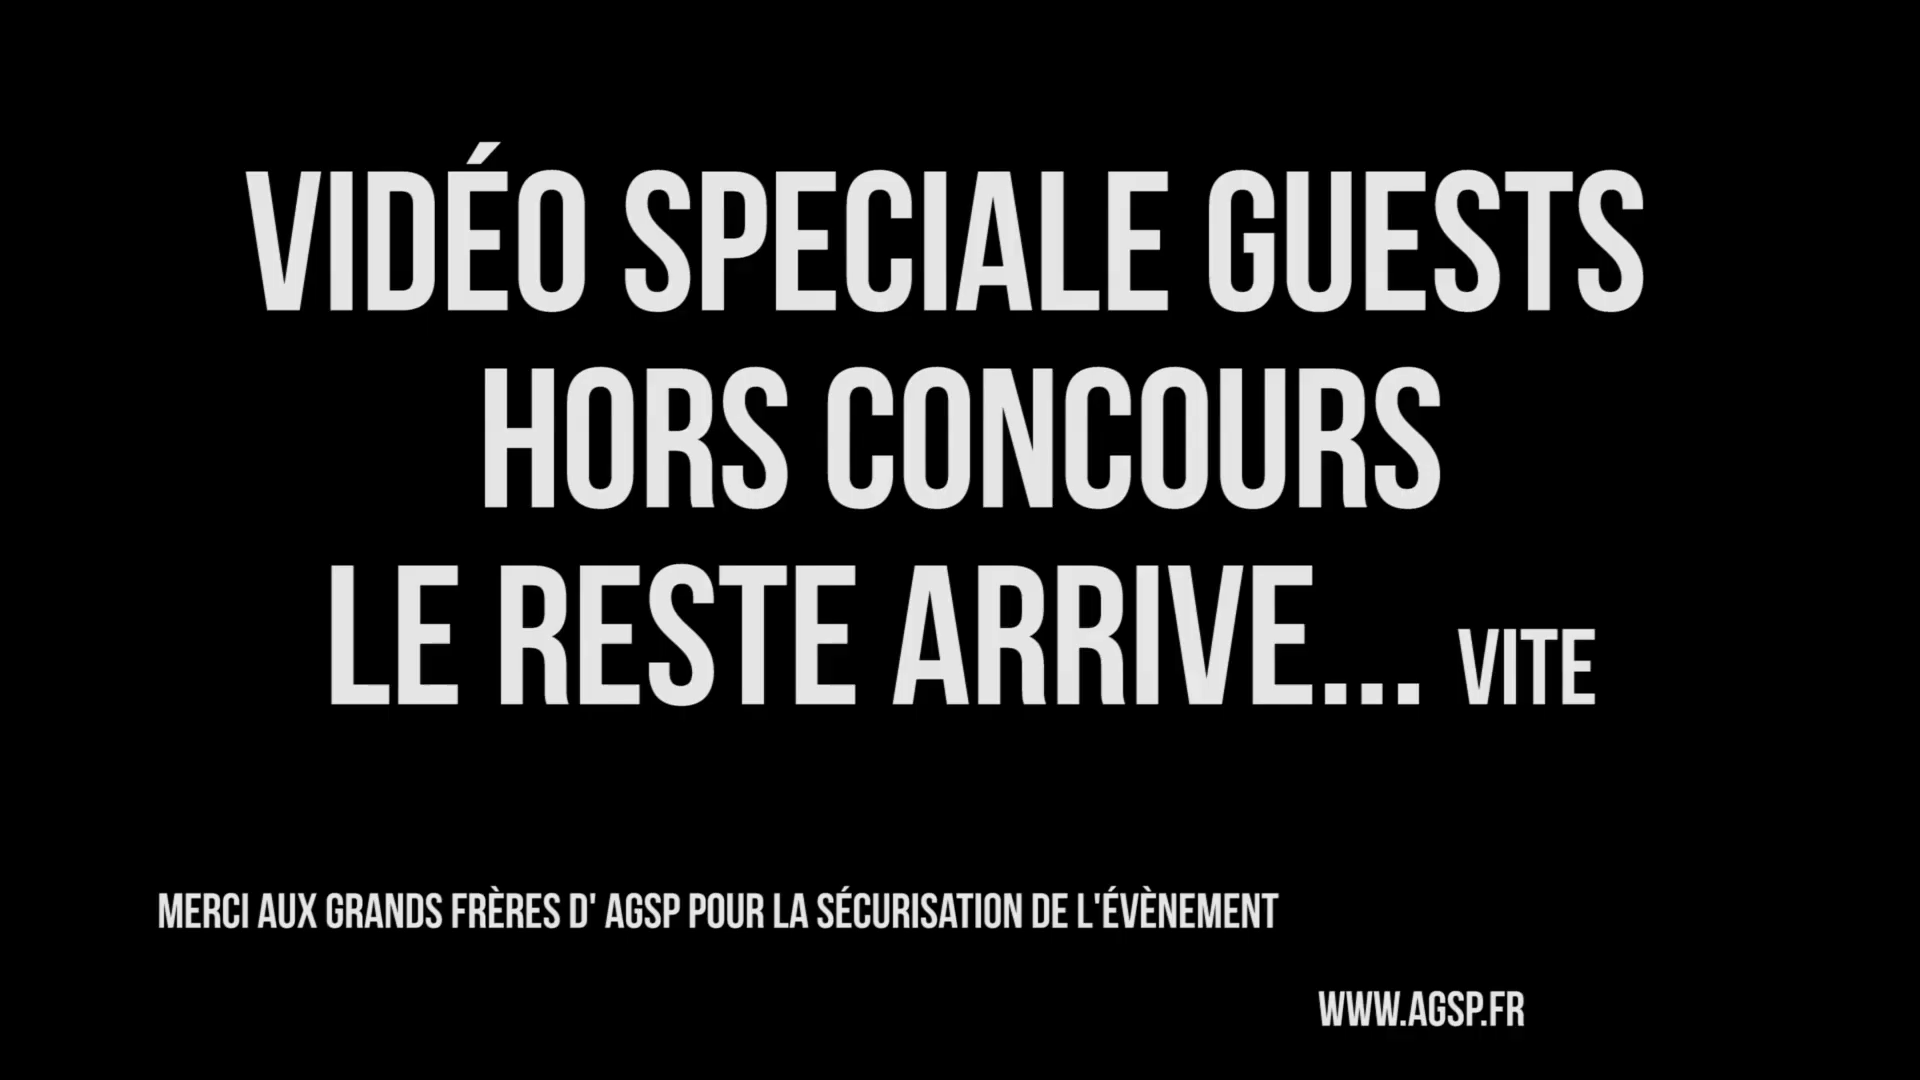 VIDÉO SPECIALE GUESTS
HORS CONCOURS
LE RESTE ARRIVE... VITE
MERCI AUX GRANDS FRÈRES D' AGSP POUR LA SÉCURISATION DE L'ÉVÈNEMENT
WWW.AGSP.FR